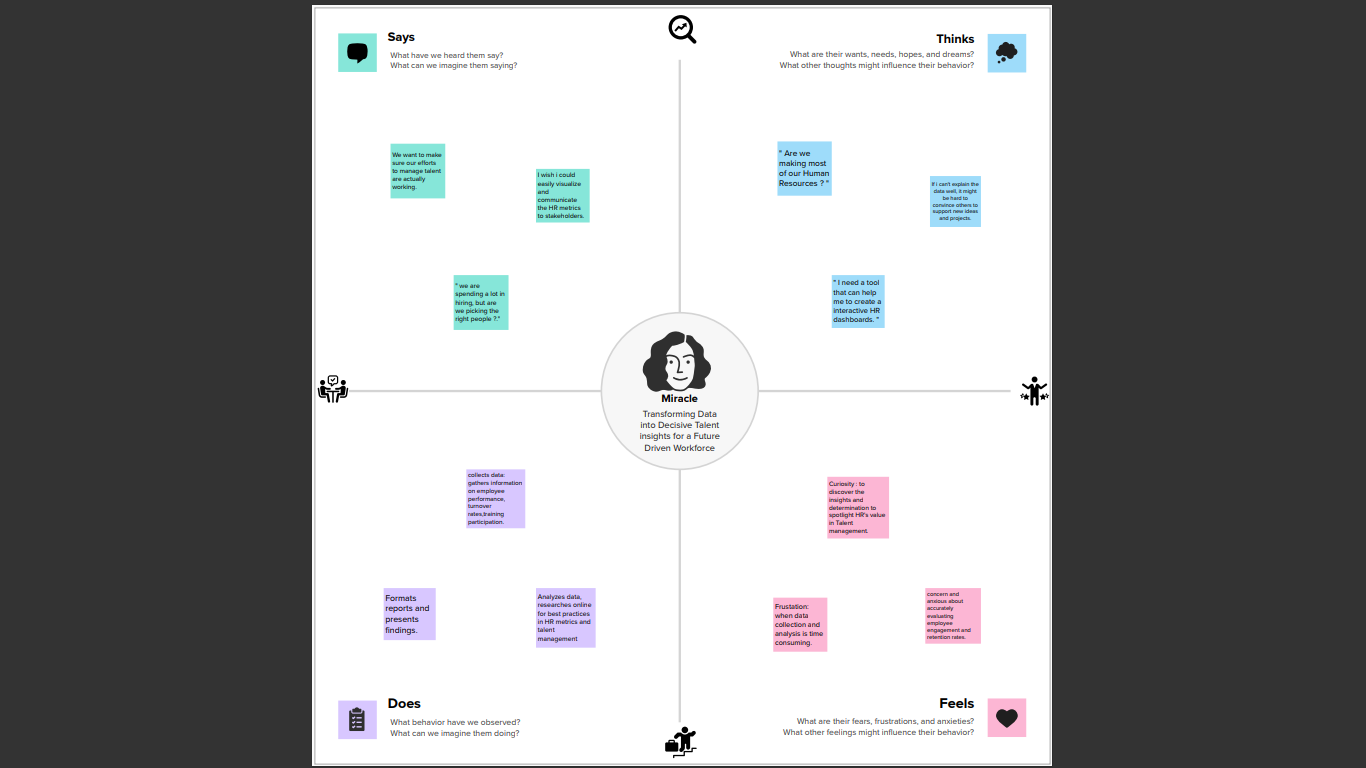 Says
What have we heard them say?
What can we imagine them saying?
Thinks
What are their wants, needs, hopes, and dreams?
What other thoughts might influence their behavior?
We want to make
sure our efforts
to manage talent
are actually
working.
I wish i could
easily visualize
and
communicate
the HR metrics
to stakeholders.
" we are
spending a lot in
hiring, but are
we picking the
right people ?."
" Are we
making most
of our Human
Resources ? "
If i can't explain the
data well, it might
be hard to
convince others to
support new ideas
and projects.
" I need a tool
that can help
me to create a
interactive HR
dashboards. "
Miracle
Transforming Data
into Decisive Talent
insights for a Future
Driven Workforce
collects data:
gathers information
on employee
performance,
turnover
rates,training
participation.
Formats
reports and
presents
findings.
Analyzes data,
researches online
for best practices
in HR metrics and
talent
management
Curiosity : to
discover the
insights and
determination to
spotlight HR's value
in Talent
management.
Frustation:
when data
collection and
analysis is time
consuming.
concern and
anxious about
accurately
evaluating
employee
engagement and
retention rates.
Does
What behavior have we observed?
What can we imagine them doing?
Feels
What are their fears, frustrations, and anxieties?
What other feelings might influence their behavior?